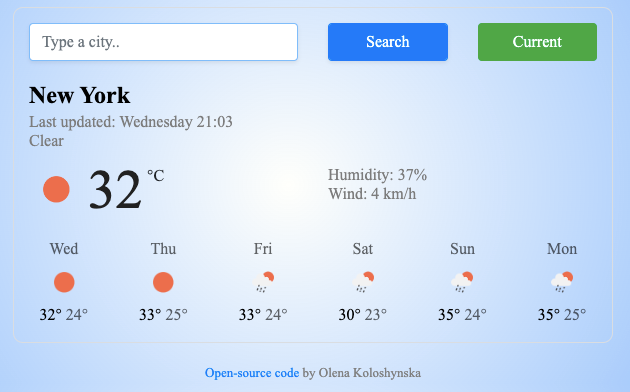 Type a city..
Search
Current
New York
Last updated: Wednesday 21:03
Clear
32 °C
Humidity: 37%
Wind: 4 km/h
Wed Thu Fri Sat Sun Mon
32° 24° 33° 25° 33° 24° 30° 23° 35° 24° 35° 25°
Open-source code by Olena Koloshynska